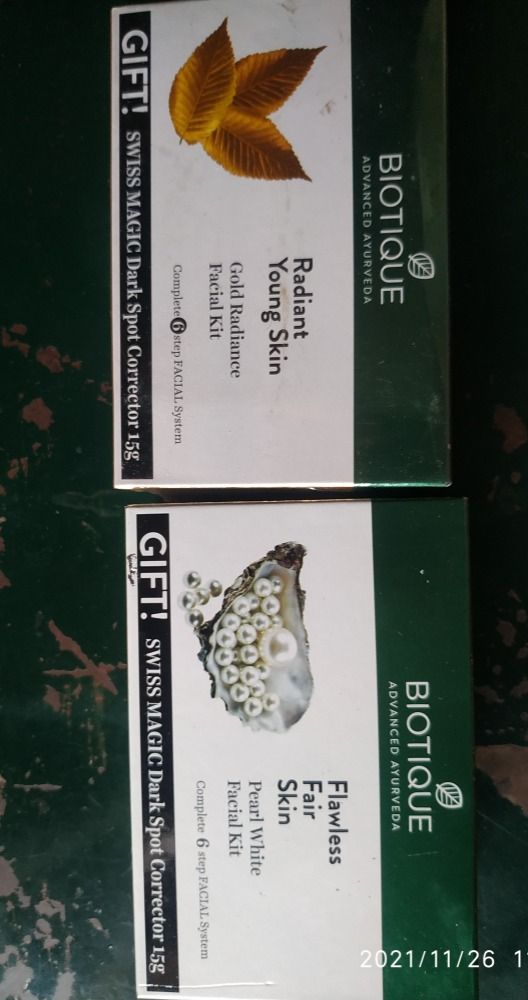 BIOTIQUE
ADVANCED AYURVEDA
Radiant
Young Skin
Gold Radiance
Facial Kit
Complete 6 step FACIAL System
GIFT! SWISS MAGIC Dark Spot Corrector 15g
BIOTIQUE
ADVANCED AYURVEDA
Flawless
Fair
Skin
Pearl White
Facial Kit
Complete 6 step FACIAL System
GIFT! SWISS MAGIC Dark Spot Corrector 15g
2021/11/26